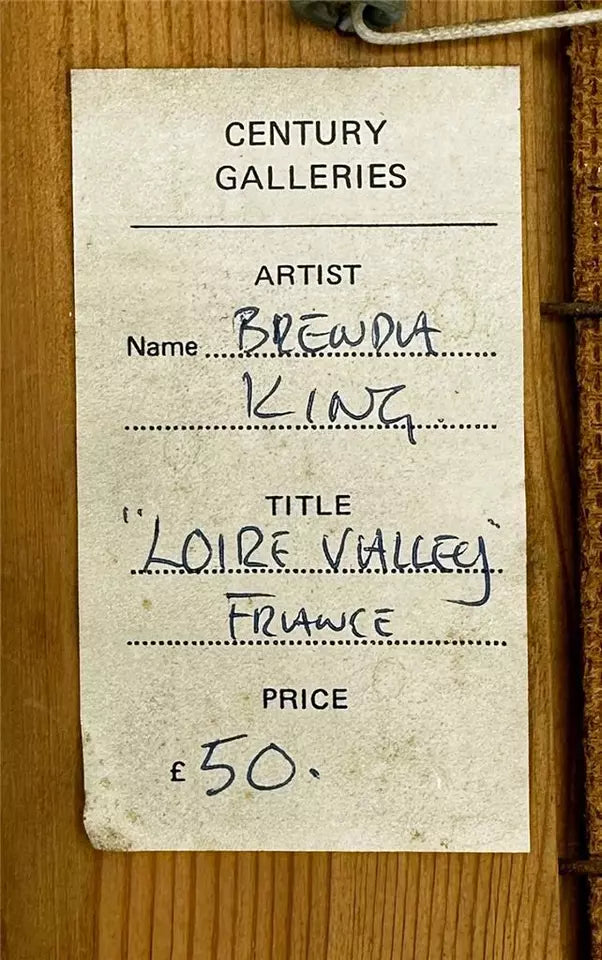 CENTURY
GALLERIES
ARTIST
Name BRENDA
KING
TITLE
"LOIRE VALLEY"
FRANCE
PRICE
£50.